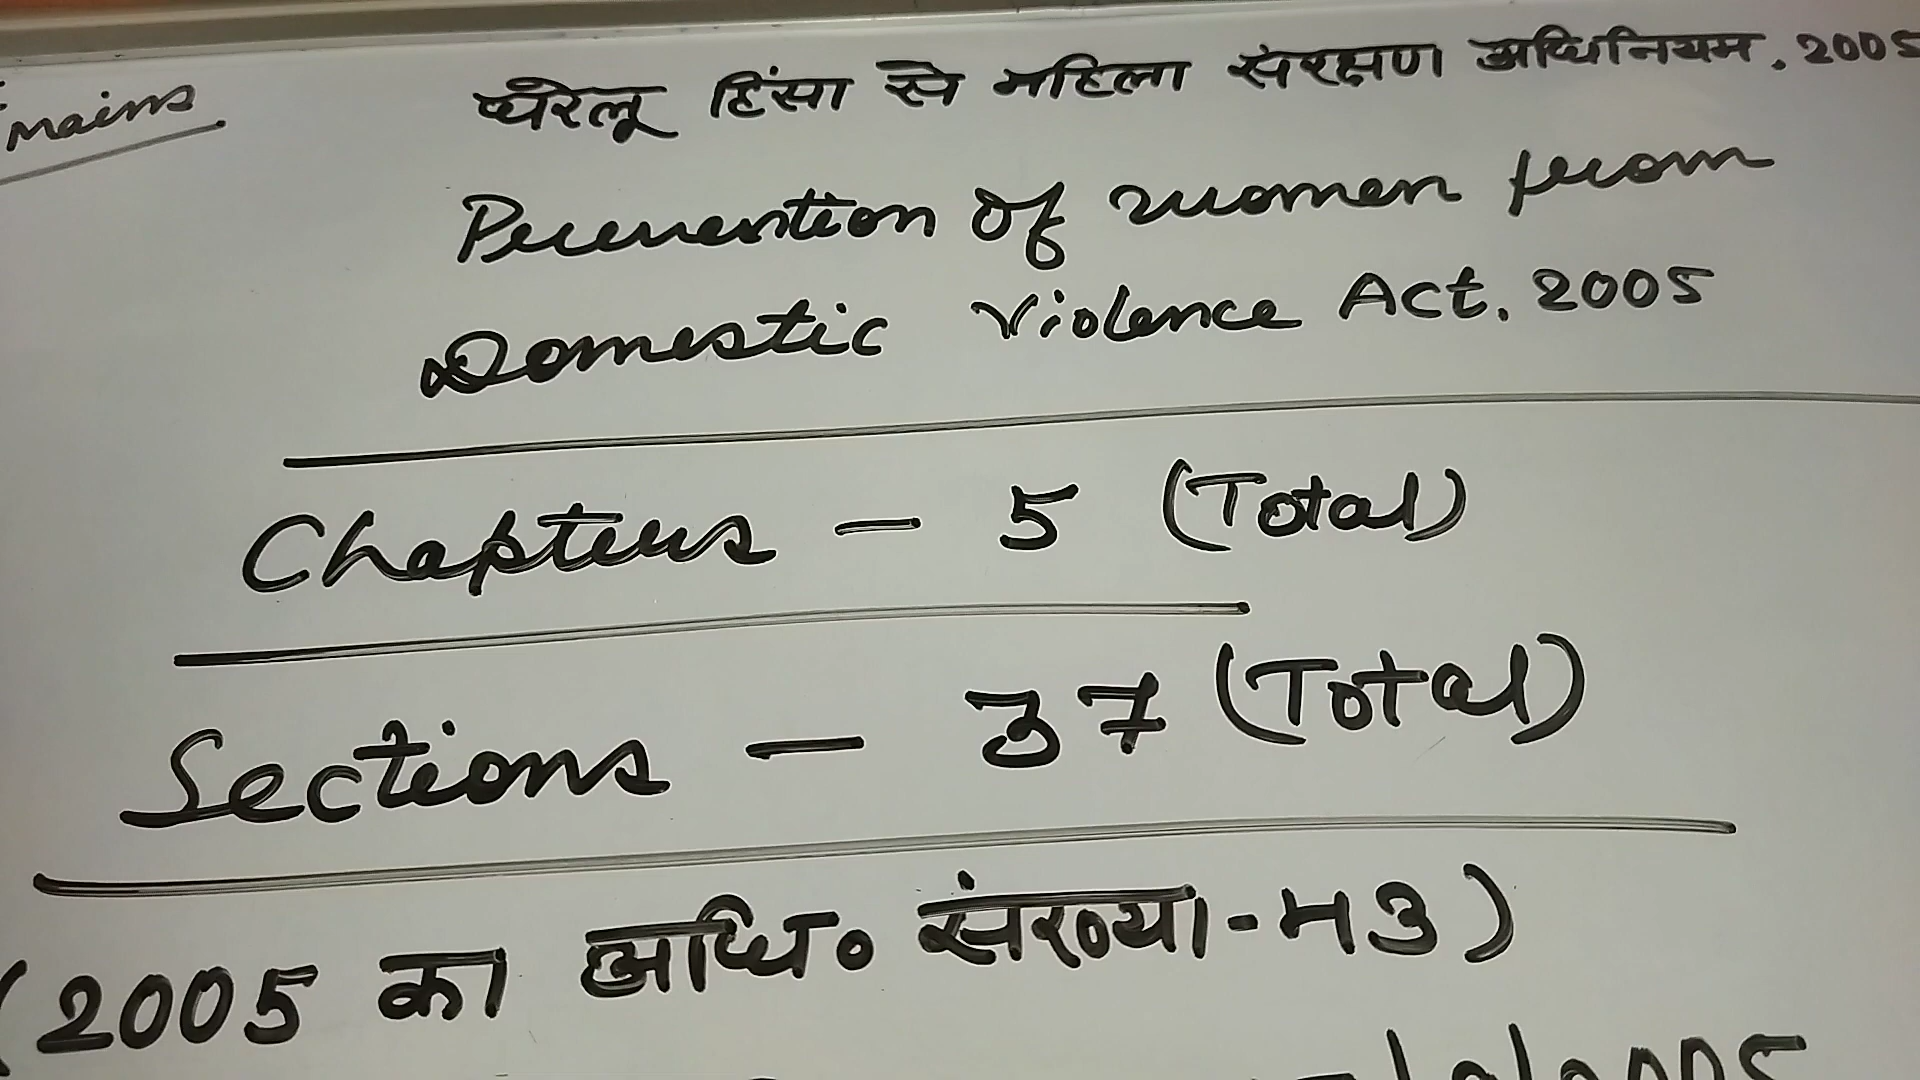 mains
घरेलू हिंसा से महिला संरक्षण अधिनियम, 2005
Prevention of women from
Domestic Violence Act, 2005
Chapters - 5 (Total)
Sections - 37 (Total)
(2005 का अधि० संख्या - 43)